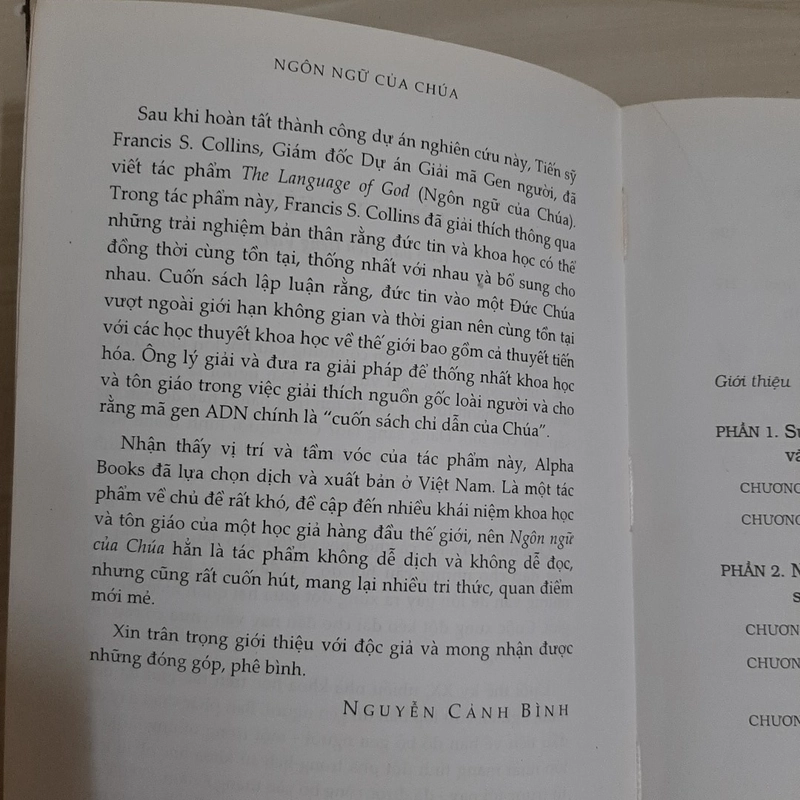 NGÔN NGỮ CỦA CHÚA
Sau khi hoàn tất thành công dự án nghiên cứu này, Tiến sỹ
Francis S. Collins, Giám đốc Dự án Giải mã Gen người, đã
viết tác phẩm The Language of God (Ngôn ngữ của Chúa).
Trong tác phẩm này, Francis S. Collins đã giải thích thông qua
những trải nghiệm bản thân rằng đức tin và khoa học có thể
đồng thời cùng tồn tại, thống nhất với nhau và bổ sung cho
nhau. Cuốn sách lập luận rằng, đức tin vào một Đức Chúa
vượt ngoài giới hạn không gian và thời gian nên cùng tồn tại
với các học thuyết khoa học về thế giới bao gồm cả thuyết tiến
hóa. Ông lý giải và đưa ra giải pháp để thống nhất khoa học
và tôn giáo trong việc giải thích nguồn gốc loài người và cho
rằng mã gen ADN chính là “cuốn sách chỉ dẫn của Chúa”.
Nhận thấy vị trí và tầm vóc của tác phẩm này, Alpha
Books đã lựa chọn dịch và xuất bản ở Việt Nam. Là một tác
phẩm về chủ đề rất khó, đề cập đến nhiều khái niệm khoa học
và tôn giáo của một học giả hàng đầu thế giới, nên Ngôn ngữ
của Chúa hẳn là tác phẩm không dễ dịch và không dễ đọc,
nhưng cũng rất cuốn hút, mang lại nhiều tri thức, quan điểm
mới mẻ.
Xin trân trọng giới thiệu với độc giả và mong nhận được
những đóng góp, phê bình.
NGUYỄN CẢNH BÌNH
Giới thiệu
PHẦN 1.
CHƯƠNG
CHƯƠNG
PHẦN 2.
CHƯƠNG
CHƯƠNG
CHƯƠNG